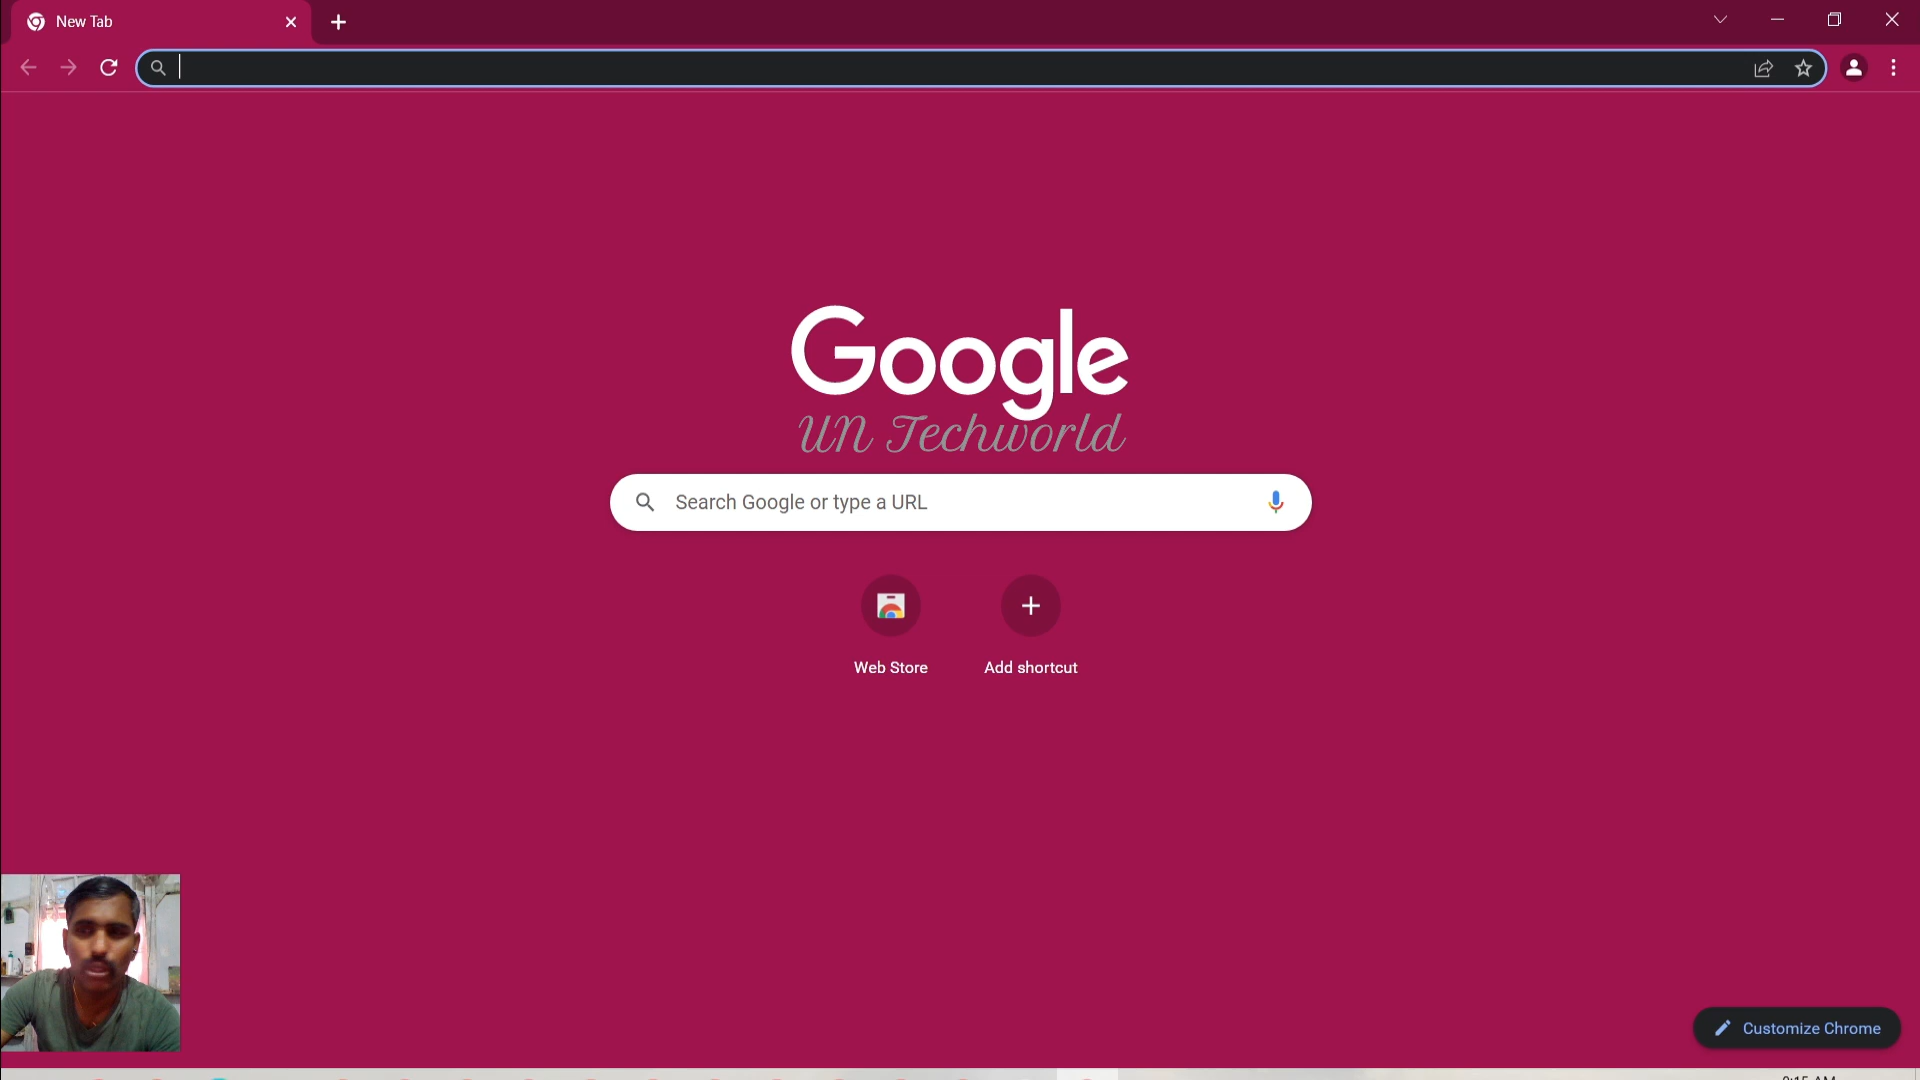 New Tab
Google
UN Techworld
Search Google or type a URL
Web Store
Add shortcut
Customize Chrome